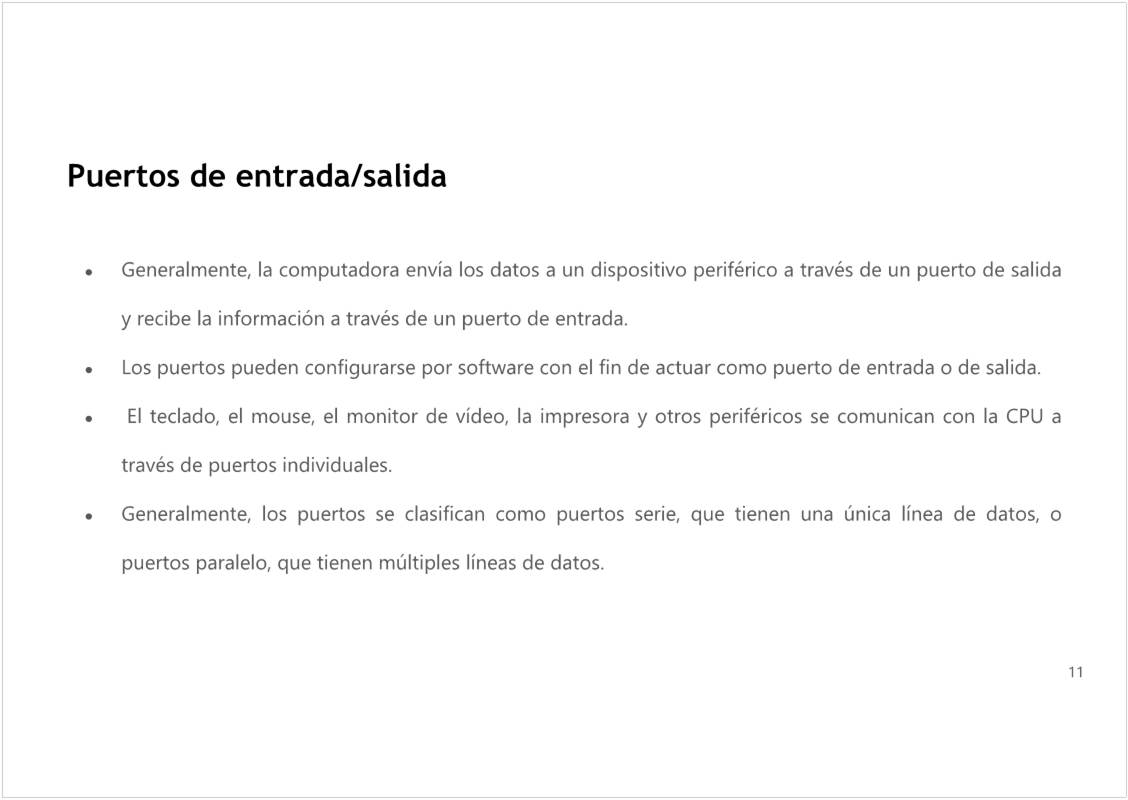 Puertos de entrada/salida
● Generalmente, la computadora envía los datos a un dispositivo periférico a través de un puerto de salida
y recibe la información a través de un puerto de entrada.
● Los puertos pueden configurarse por software con el fin de actuar como puerto de entrada o de salida.
● El teclado, el mouse, el monitor de vídeo, la impresora y otros periféricos se comunican con la CPU a
través de puertos individuales.
● Generalmente, los puertos se clasifican como puertos serie, que tienen una única línea de datos, o
puertos paralelo, que tienen múltiples líneas de datos.
11